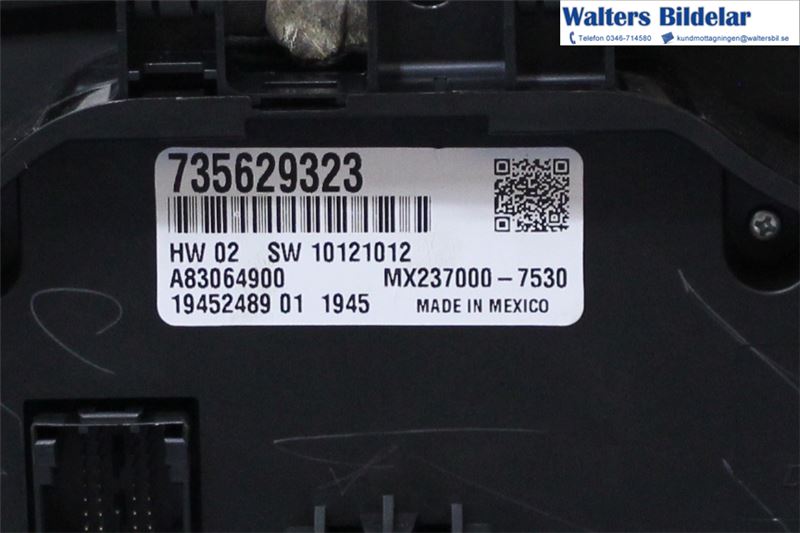 Walters Bildelar
Telefon 0346-714580 kundmottagningen@waltersbil.se
735629323
HW 02 SW 10121012
A83064900 MX237000-7530
19452489 01 1945 MADE IN MEXICO